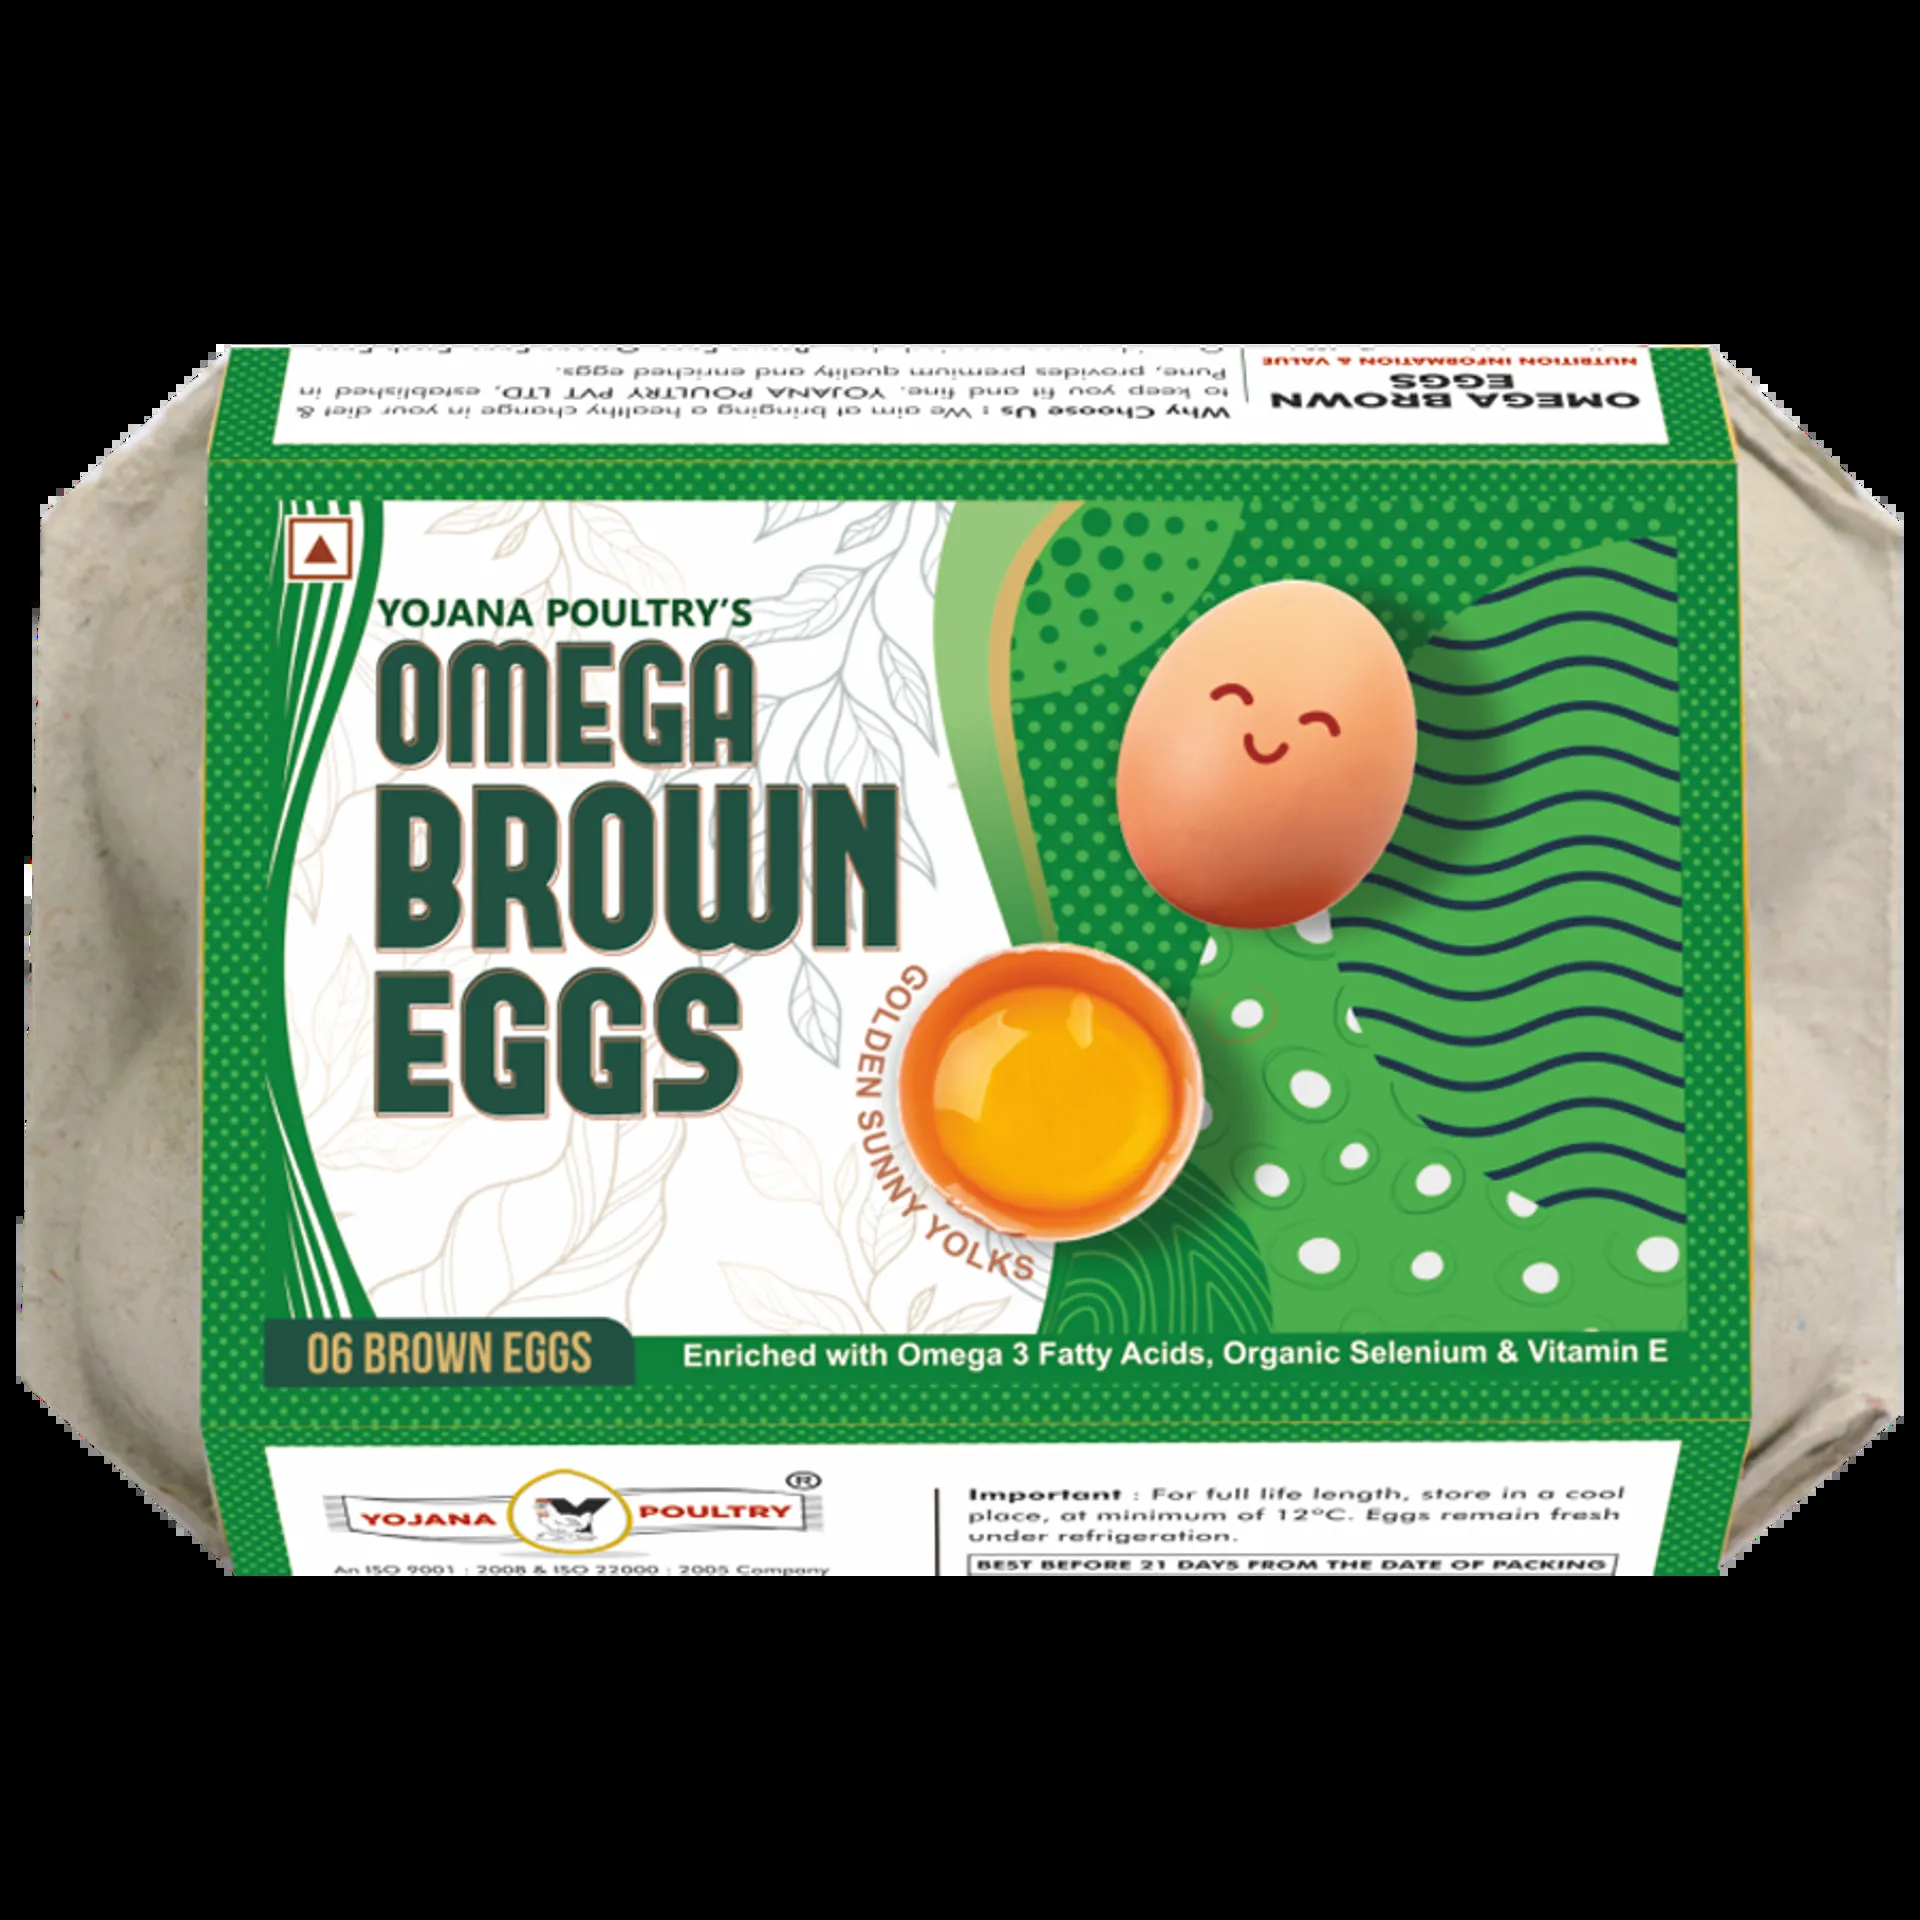 Pune, provides premium quality and enriched eggs.
to keep you fit and fine. YOJANA POULTRY PVT LTD, established in
Why Choose Us : We aim at bringing a healthy change in your diet &
NUTRITION INFORMATION & VALUE
OMEGA BROWN
EGGS
YOJANA POULTRY'S
OMEGA
BROWN
EGGS
GOLDEN SUNNY YOLKS
06 BROWN EGGS
Enriched with Omega 3 Fatty Acids, Organic Selenium & Vitamin E
YOJANA POULTRY ®
An ISO 9001 : 2008 & ISO 22000 : 2005 Company
Important : For full life length, store in a cool
place, at minimum of 12°C. Eggs remain fresh
under refrigeration.
BEST BEFORE 21 DAYS FROM THE DATE OF PACKING